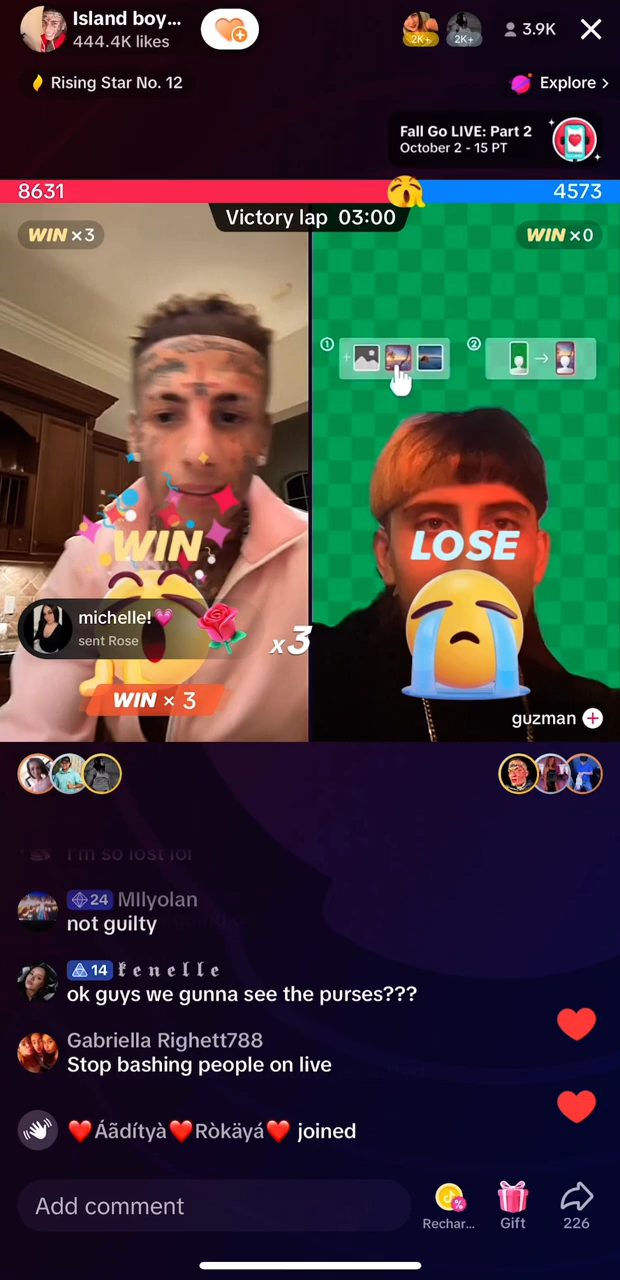 Island boy...
444.4K likes
2K+
2K+
3.9K
Rising Star No. 12
Explore >
Fall Go LIVE: Part 2
October 2 - 15 PT
8631
4573
Victory lap 03:00
WIN ×3
WIN ×0
1
2
WIN
LOSE
michelle!💗
sent Rose
x3
WIN × 3
guzman
I'm so lost lol
24 MIlyolan
not guilty
14 𝖐 𝖊 𝖓 𝖊 𝖑 𝖑 𝖊
ok guys we gunna see the purses???
Gabriella Righett788
Stop bashing people on live
❤️Áãdítyà❤️Ròkäyá❤️ joined
Add comment
Rechar...
Gift
226